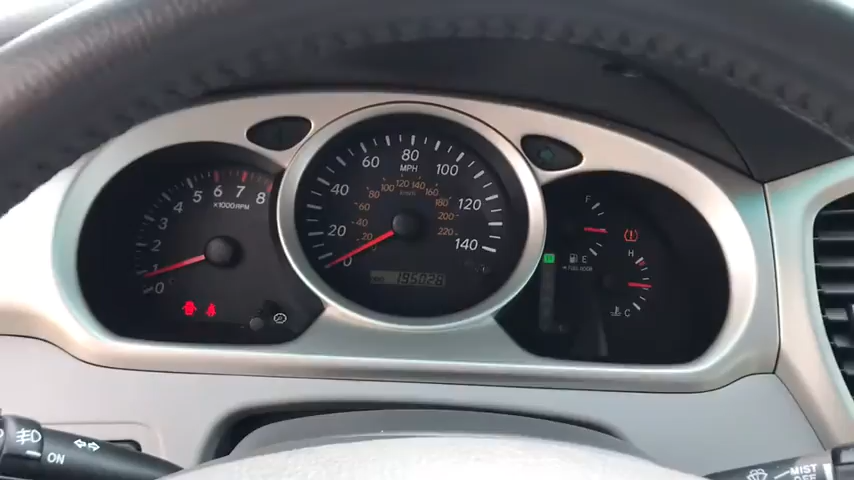 0 1 2 3 4 5 6 7 8
X1000RPM
0 20 40 60 80 100 120 140
MPH
20 40 60 80 100 120 140 160 180 200 220
km/h
195028
P
F
E
FUEL DOOR
H
C
ON
MIST
OFF